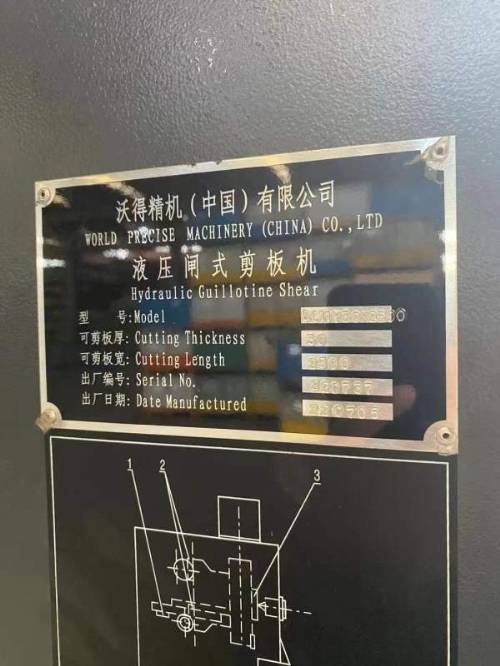 沃得精机(中国)有限公司
WORLD PRECISE MACHINERY (CHINA) CO.,LTD
液压闸式剪板机
Hydraulic Guillotine Shear
型 号:Model
可剪板厚: Cutting Thickness
可剪板宽: Cutting Length 2500
出厂编号: Serial No.
出厂日期: Date Manufactured
1 2 3